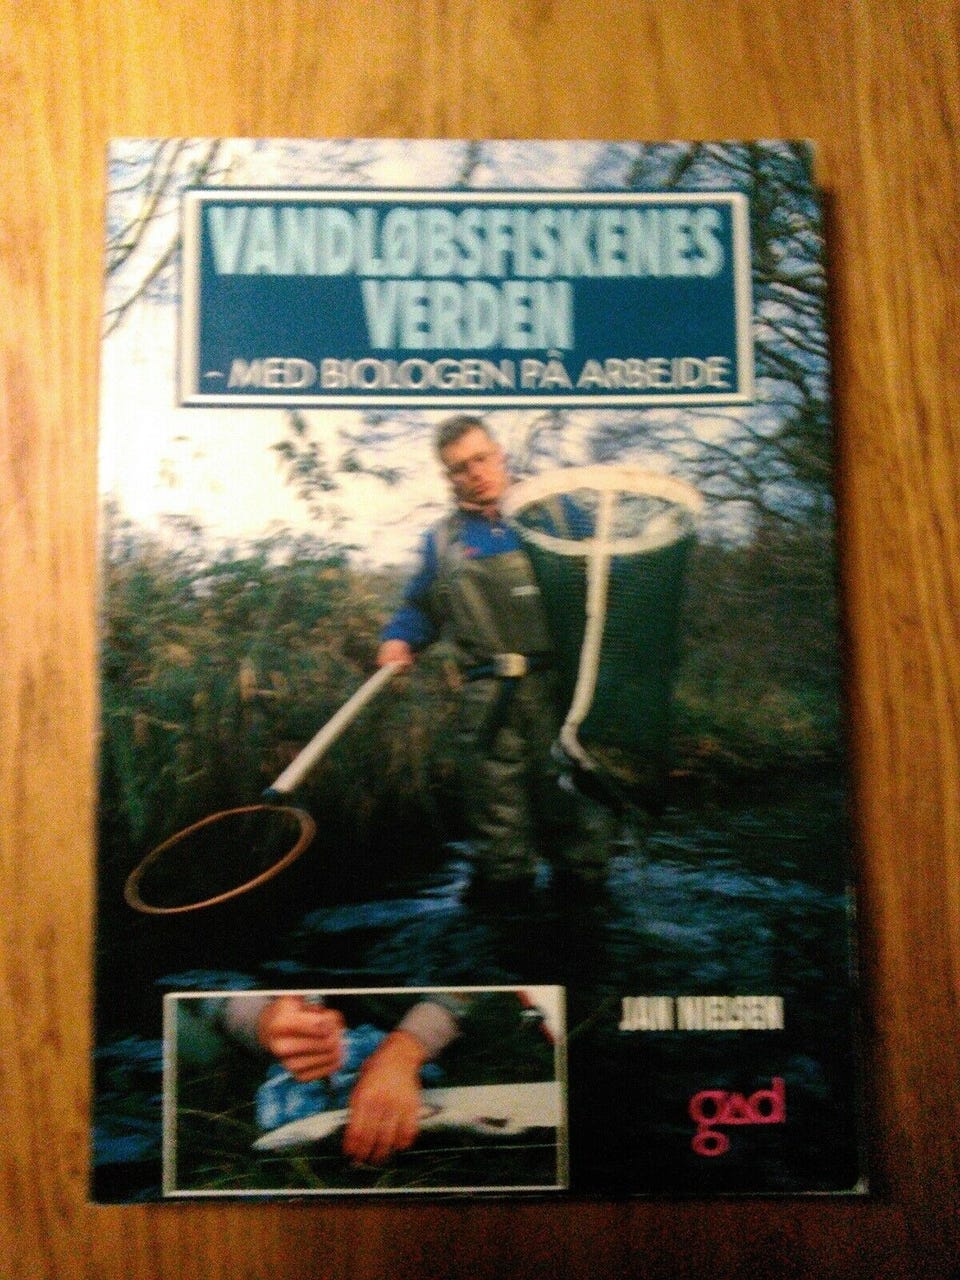 VANDLØBSFISKENES
VERDEN
- MED BIOLOGEN PÅ ARBEJDE
JAN NIELSEN
gad